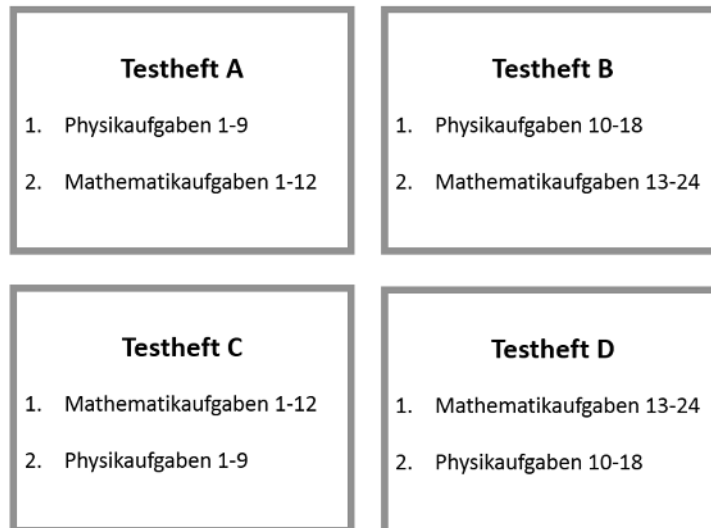 Testheft A
1. Physikaufgaben 1-9
2. Mathematikaufgaben 1-12
Testheft B
1. Physikaufgaben 10-18
2. Mathematikaufgaben 13-24
Testheft C
1. Mathematikaufgaben 1-12
2. Physikaufgaben 1-9
Testheft D
1. Mathematikaufgaben 13-24
2. Physikaufgaben 10-18